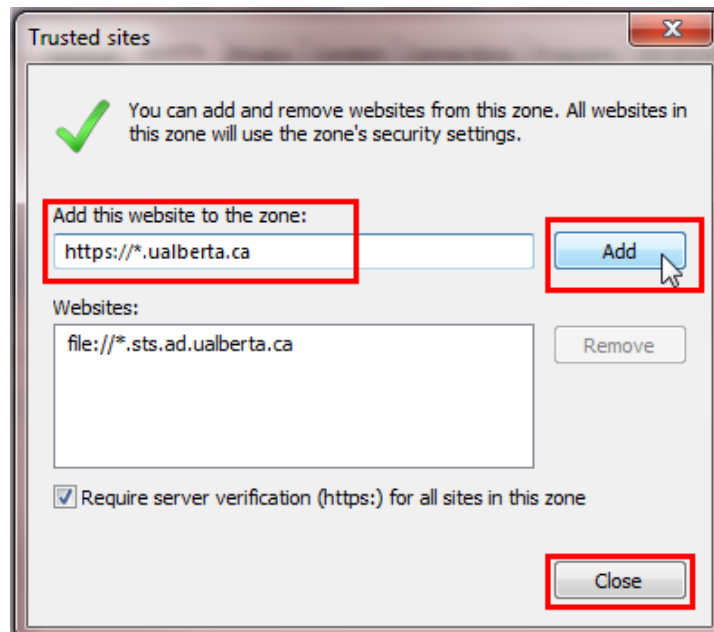 Trusted sites
You can add and remove websites from this zone. All websites in
this zone will use the zone's security settings.
Add this website to the zone:
https://*.ualberta.ca
Add
Websites:
file://*.sts.ad.ualberta.ca
Remove
Require server verification (https:) for all sites in this zone
Close